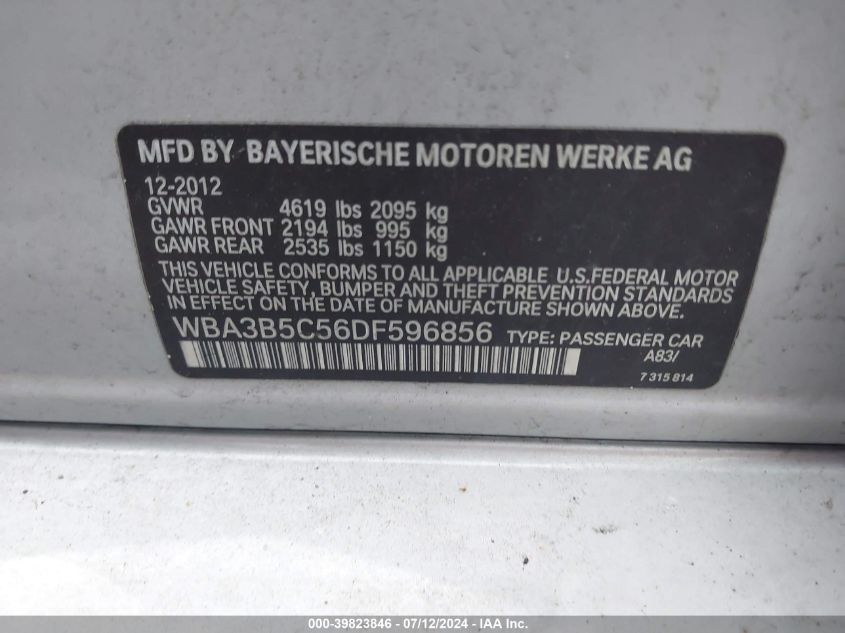 MFD BY BAYERISCHE MOTOREN WERKE AG
12-2012
GVWR 4619 lbs 2095 kg
GAWR FRONT 2194 lbs 995 kg
GAWR REAR 2535 lbs 1150 kg
THIS VEHICLE CONFORMS TO ALL APPLICABLE U.S.FEDERAL MOTOR
VEHICLE SAFETY, BUMPER AND THEFT PREVENTION STANDARDS
IN EFFECT ON THE DATE OF MANUFACTURE SHOWN ABOVE.
WBA3B5C56DF596856 TYPE: PASSENGER CAR
A83/
7 315 814
000-39823846 - 07/12/2024 - IAA Inc.